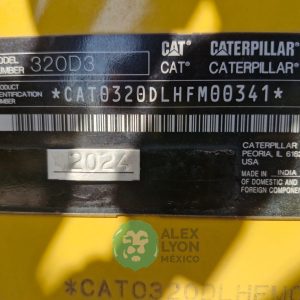 MODEL NUMBER 320D3 CAT® CATERPILLAR®
CAT® CATERPILLAR®
PRODUCT IDENTIFICATION NUMBER *CAT0320DLHFM00341*
2024
CATERPILLAR
PEORIA, IL
USA
MADE IN INDIA
OF DOMESTIC AND
FOREIGN COMPONENTS
ALEX
LYON
MÉXICO
*CAT0320DLHFM